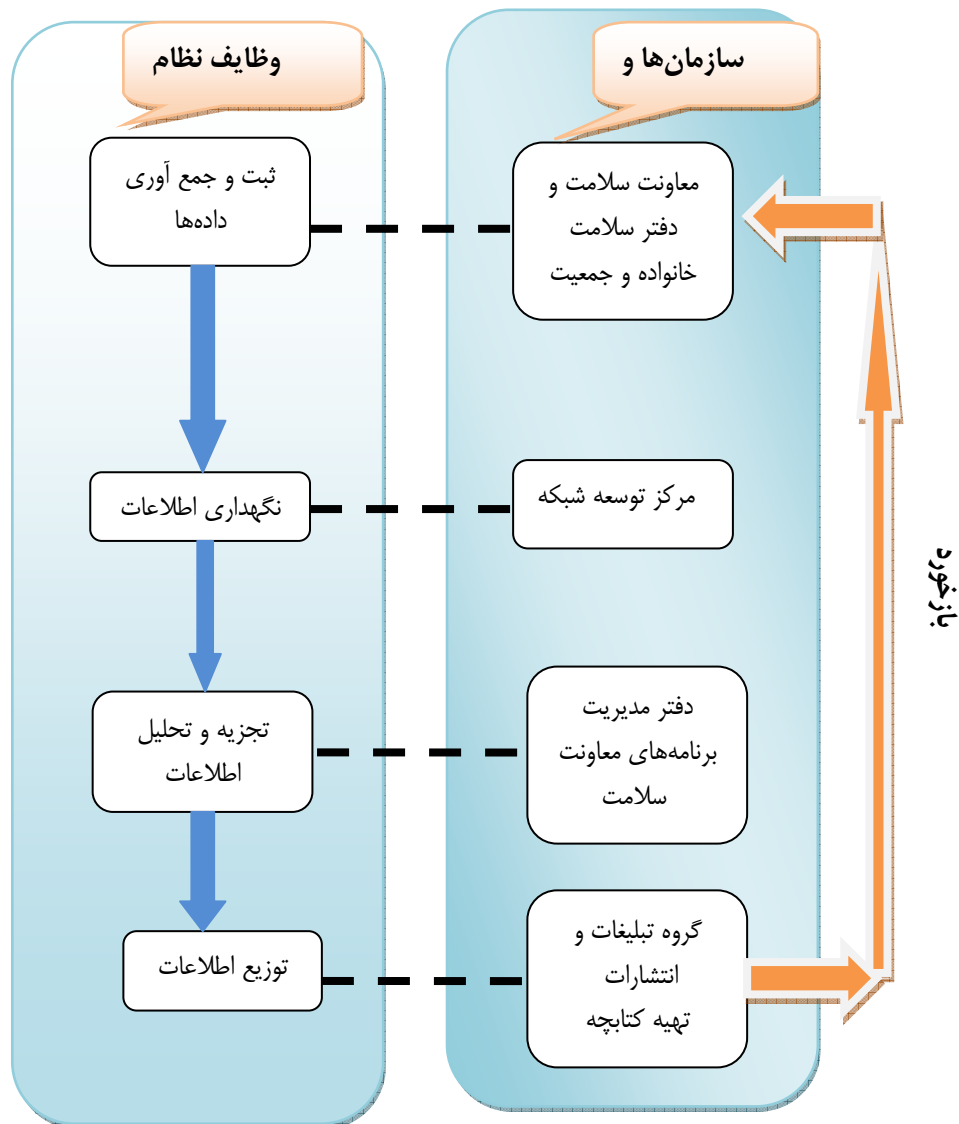 سازمان‌ها و
معاونت سلامت و
دفتر سلامت
خانواده و جمعیت
مرکز توسعه شبکه
دفتر مدیریت
برنامه‌های معاونت
سلامت
گروه تبلیغات و
انتشارات
تهیه کتابچه
وظایف نظام
ثبت و جمع آوری
داده‌ها
نگهداری اطلاعات
تجزیه و تحلیل
اطلاعات
توزیع اطلاعات
بازخورد